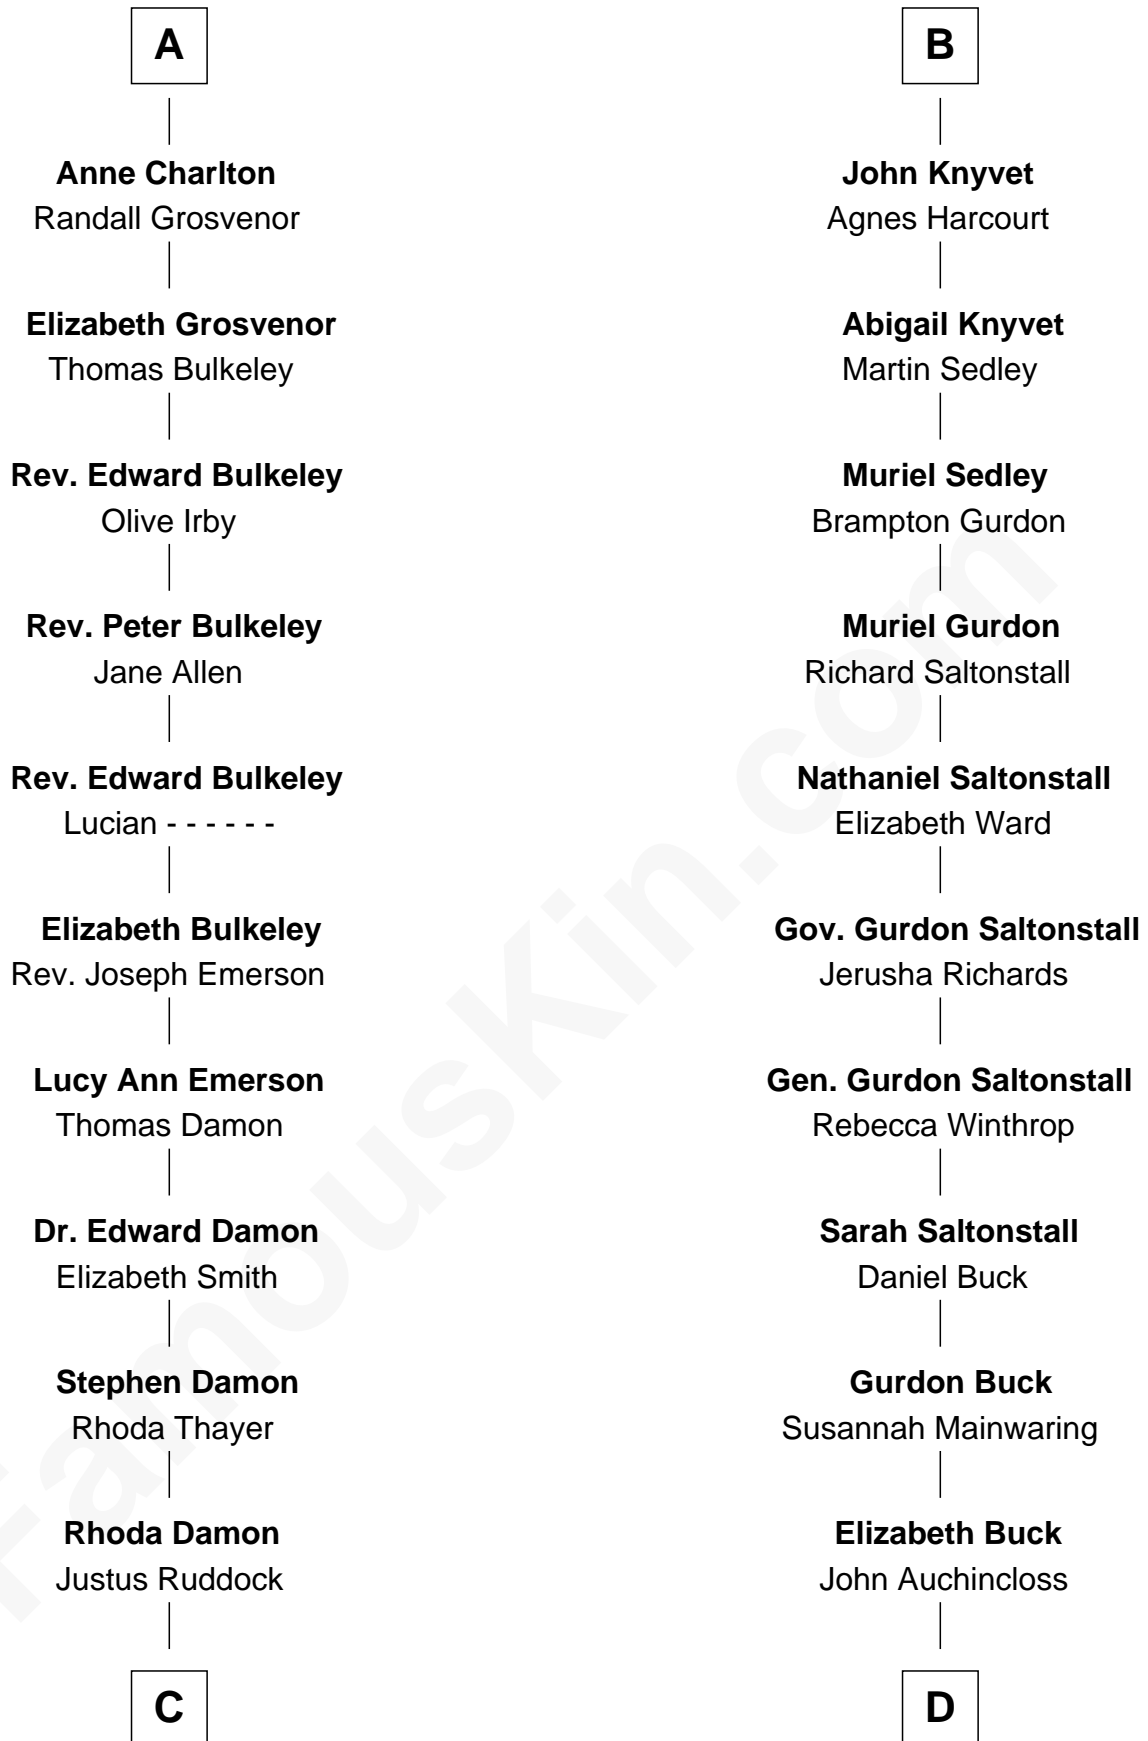 A
Anne Charlton
Randall Grosvenor
Elizabeth Grosvenor
Thomas Bulkeley
Rev. Edward Bulkeley
Olive Irby
Rev. Peter Bulkeley
Jane Allen
Rev. Edward Bulkeley
Lucian - - - - - -
Elizabeth Bulkeley
Rev. Joseph Emerson
Lucy Ann Emerson
Thomas Damon
Dr. Edward Damon
Elizabeth Smith
Stephen Damon
Rhoda Thayer
Rhoda Damon
Justus Ruddock
C
B
John Knyvet
Agnes Harcourt
Abigail Knyvet
Martin Sedley
Muriel Sedley
Brampton Gurdon
Muriel Gurdon
Richard Saltonstall
Nathaniel Saltonstall
Elizabeth Ward
Gov. Gurdon Saltonstall
Jerusha Richards
Gen. Gurdon Saltonstall
Rebecca Winthrop
Sarah Saltonstall
Daniel Buck
Gurdon Buck
Susannah Mainwaring
Elizabeth Buck
John Auchincloss
D
FamousKin.com